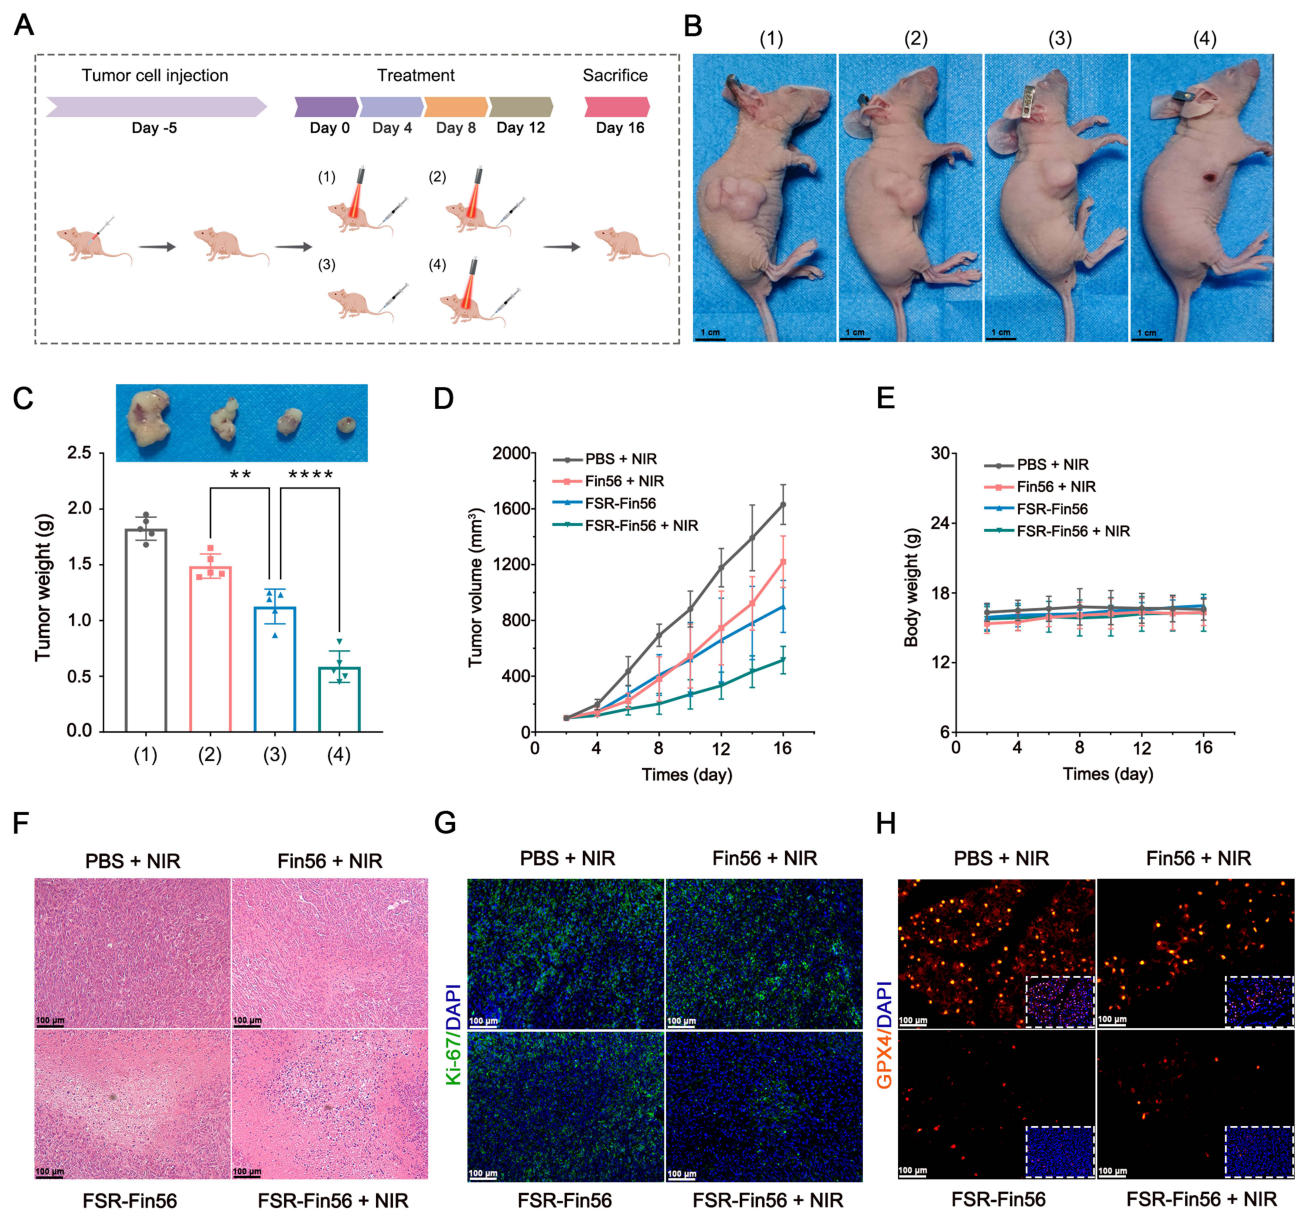 A
Tumor cell injection
Treatment
Sacrifice
Day -5
Day 0
Day 4
Day 8
Day 12
Day 16
(1)
(2)
(3)
(4)
B
(1)
(2)
(3)
(4)
1 cm
1 cm
1 cm
1 cm
C
**
****
Tumor weight (g)
2.5
2.0
1.5
1.0
0.5
0.0
(1)
(2)
(3)
(4)
D
PBS + NIR
Fin56 + NIR
FSR-Fin56
FSR-Fin56 + NIR
Tumor volume (mm³)
2000
1600
1200
800
400
0
0
4
8
12
16
Times (day)
E
PBS + NIR
Fin56 + NIR
FSR-Fin56
FSR-Fin56 + NIR
Body weight (g)
30
24
18
12
6
0
4
8
12
16
Times (day)
F
PBS + NIR
Fin56 + NIR
100 μm
100 μm
100 μm
100 μm
FSR-Fin56
FSR-Fin56 + NIR
G
PBS + NIR
Fin56 + NIR
Ki-67/DAPI
100 μm
100 μm
100 μm
100 μm
FSR-Fin56
FSR-Fin56 + NIR
H
PBS + NIR
Fin56 + NIR
GPX4/DAPI
100 μm
100 μm
100 μm
100 μm
FSR-Fin56
FSR-Fin56 + NIR